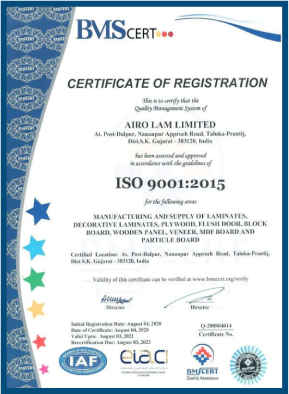 BMSCERT
CERTIFICATE OF REGISTRATION
This is to certify that the
Quality Management System of
AIRO LAM LIMITED
At. Post-Dalpur, Nananpur Approch Road, Taluka-Prantij,
Dist.S.K. Gujarat - 383120, India
has been assessed and approved
in accordance with the guidelines of
ISO 9001:2015
for the following areas
MANUFACTURING AND SUPPLY OF LAMINATES,
DECORATIVE LAMINATES, PLYWOOD, FLUSH DOOR, BLOCK
BOARD, WOODEN PANEL, VENEER, MDF BOARD AND
PARTICLE BOARD
Certified Location: At. Post-Dalpur, Nananpur Approch Road, Taluka-Prantij,
Dist.S.K. Gujarat - 383120, India
Validity of this certificate can be verified at www.bmscert.org/verify
Director
Director
Initial Registration Date: August 04, 2020
Date of Certificate: August 04, 2020
Valid Upto: August 03, 2021
Recertification Due: August 03, 2023
Q-200804014
Certificate No.
IAF
eiaci
BMSCERT
Quality Assurance